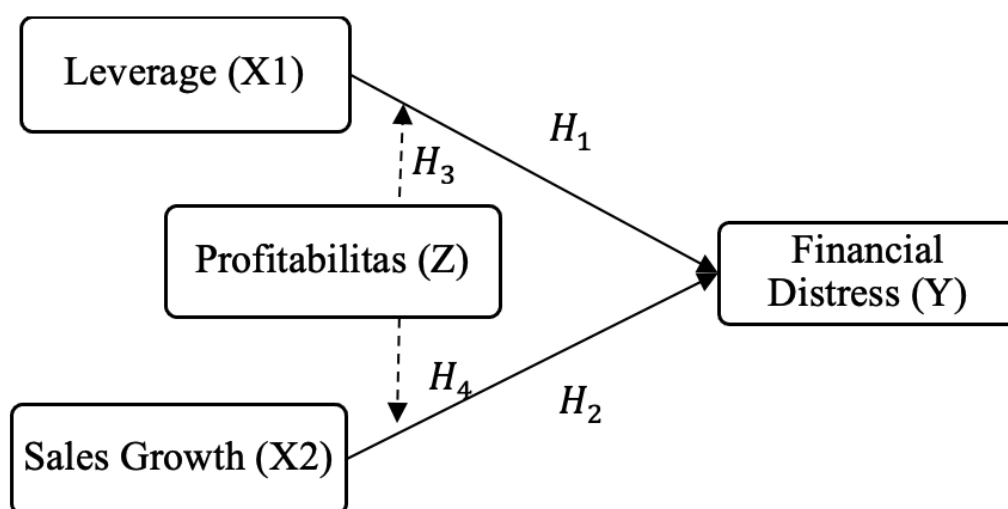 Leverage (X1)
H₁
H₃
Profitabilitas (Z)
Financial
Distress (Y)
H₄
H₂
Sales Growth (X2)